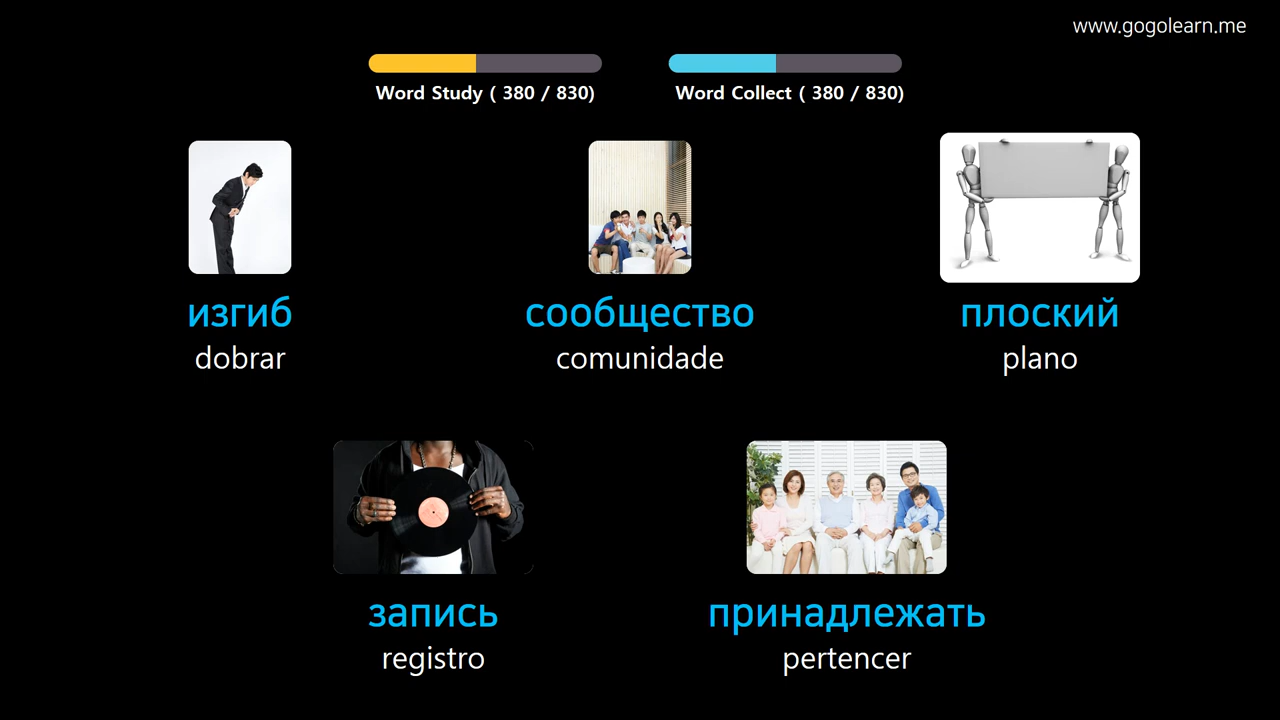 www.gogolearn.me
Word Study ( 380 / 830)
Word Collect ( 380 / 830)
изгиб
dobrar
сообщество
comunidade
плоский
plano
запись
registro
принадлежать
pertencer